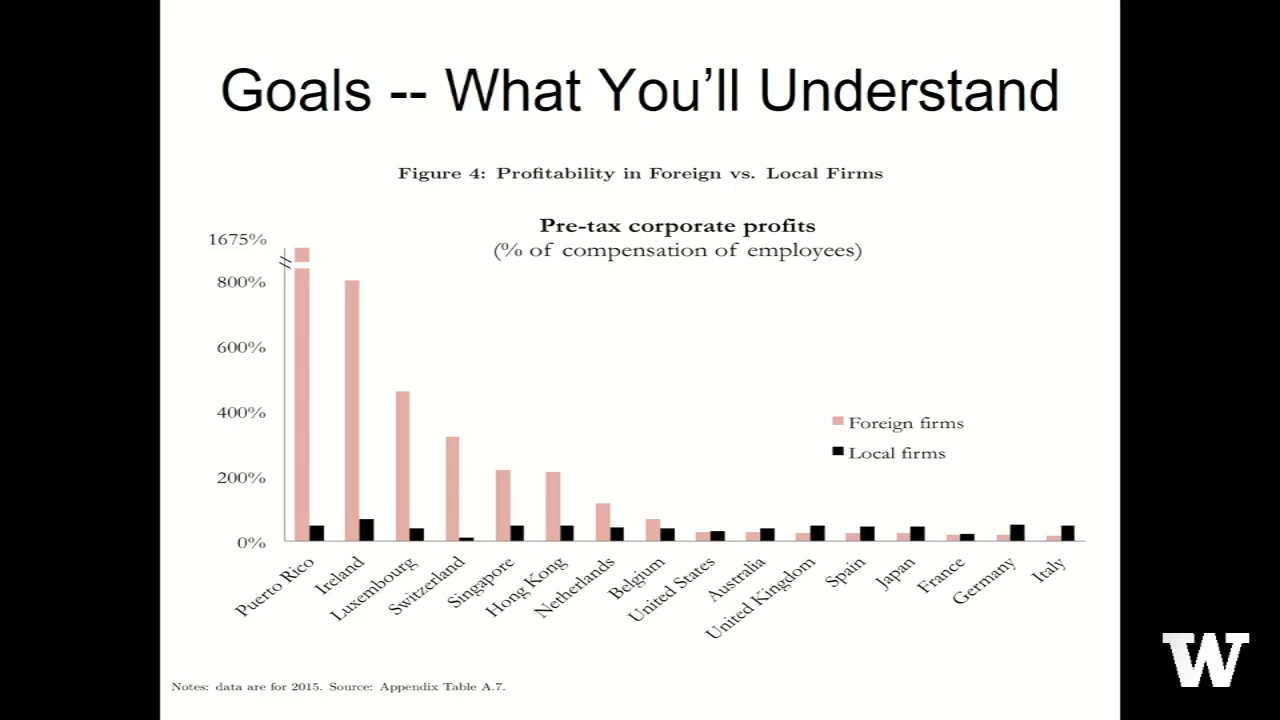 Goals -- What You'll Understand
Figure 4: Profitability in Foreign vs. Local Firms
Pre-tax corporate profits
(% of compensation of employees)
1675%
800%
600%
400%
200%
0%
Foreign firms
Local firms
Puerto Rico
Ireland
Luxembourg
Switzerland
Singapore
Hong Kong
Netherlands
Belgium
United States
Australia
United Kingdom
Spain
Japan
France
Germany
Italy
Notes: data are for 2015. Source: Appendix Table A.7.
W